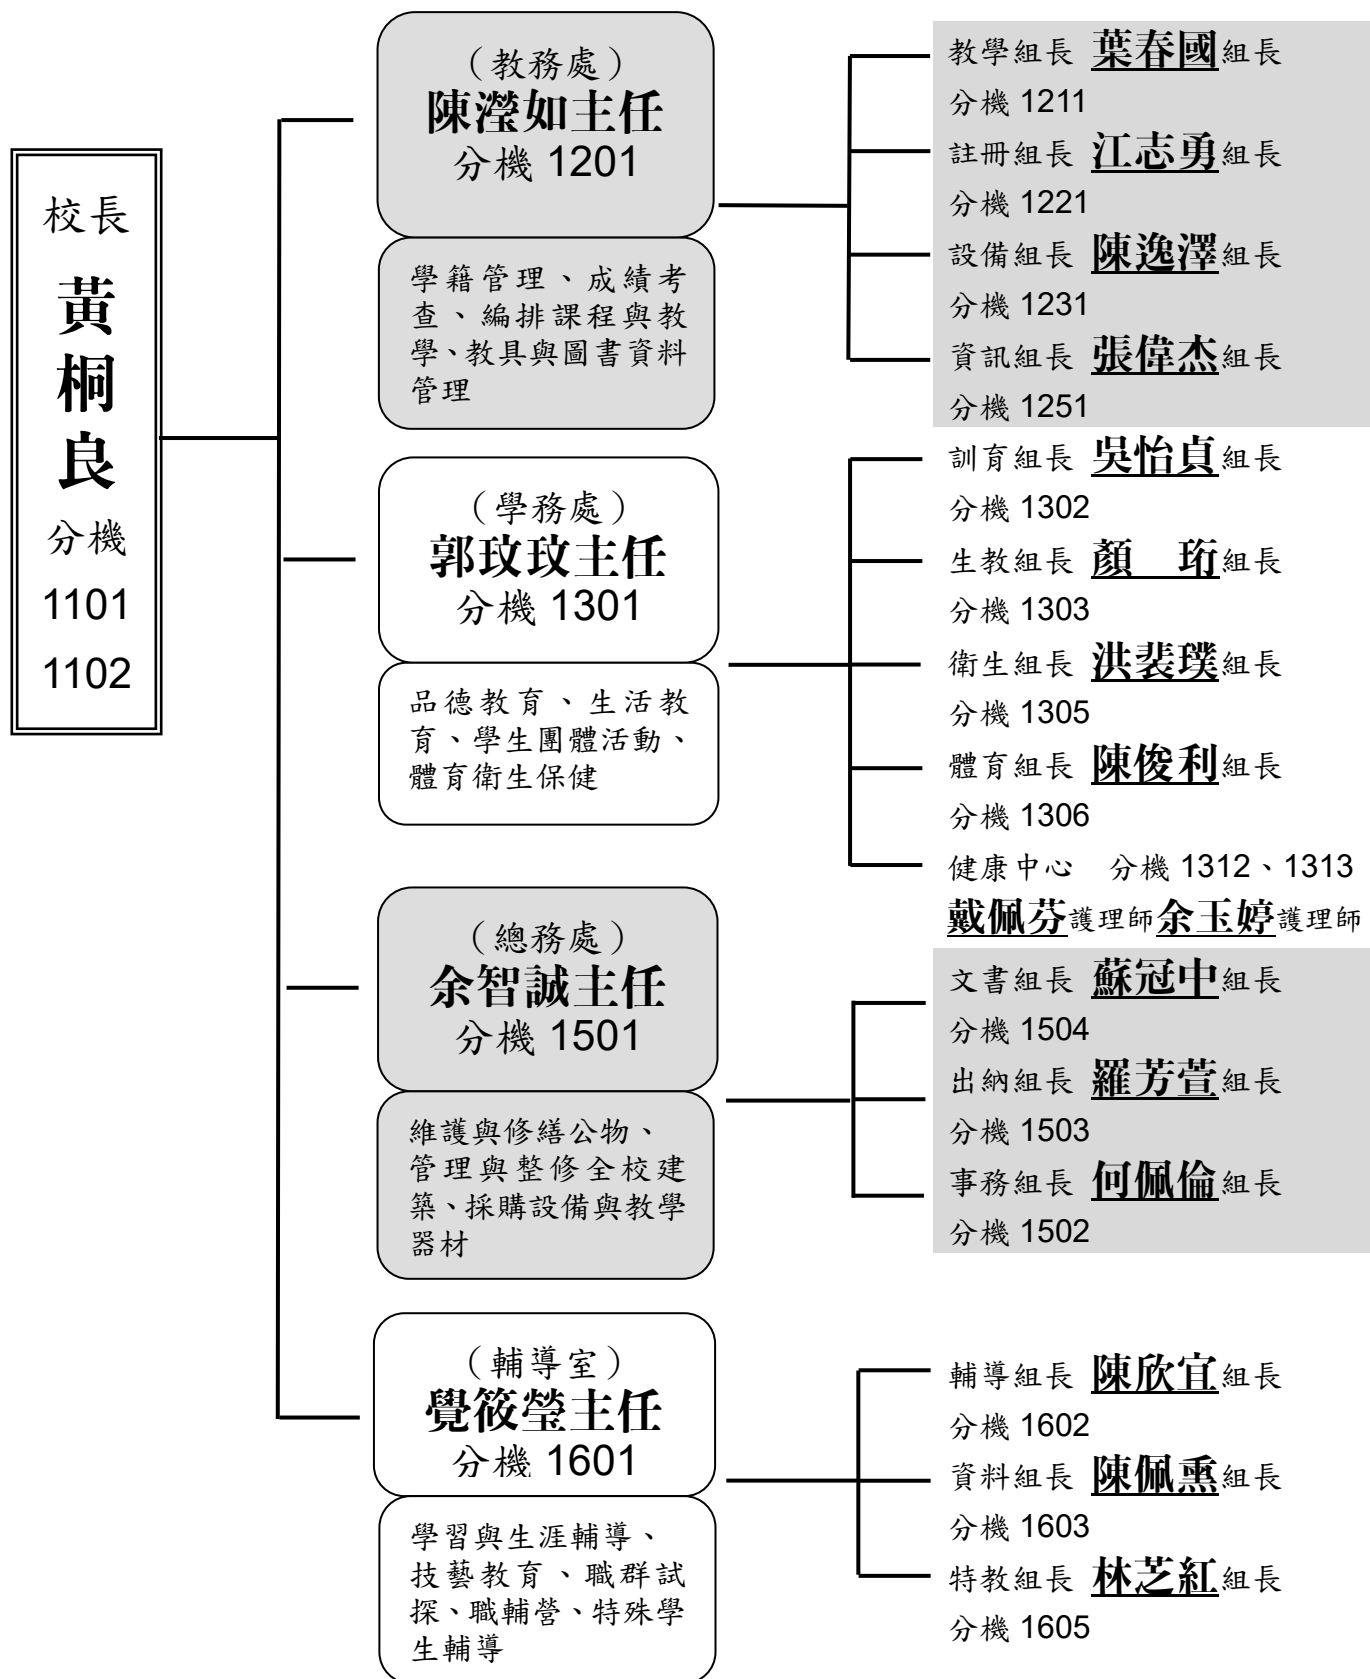 校長
黃
桐
良
分機
1101
1102
（教務處）
陳瀅如主任
分機 1201
學籍管理、成績考
查、編排課程與教
學、教具與圖書資料
管理
教學組長 葉春國組長
分機 1211
註冊組長 江志勇組長
分機 1221
設備組長 陳逸澤組長
分機 1231
資訊組長 張偉杰組長
分機 1251
（學務處）
郭玟玟主任
分機 1301
品德教育、生活教
育、學生團體活動、
體育衛生保健
訓育組長 吳怡貞組長
分機 1302
生教組長 顏　珩組長
分機 1303
衛生組長 洪裴璞組長
分機 1305
體育組長 陳俊利組長
分機 1306
健康中心　分機 1312、1313
戴佩芬護理師余玉婷護理師
（總務處）
余智誠主任
分機 1501
維護與修繕公物、
管理與整修全校建
築、採購設備與教學
器材
文書組長 蘇冠中組長
分機 1504
出納組長 羅芳萱組長
分機 1503
事務組長 何佩倫組長
分機 1502
（輔導室）
覺筱瑩主任
分機 1601
學習與生涯輔導、
技藝教育、職群試
探、職輔營、特殊學
生輔導
輔導組長 陳欣宜組長
分機 1602
資料組長 陳佩熏組長
分機 1603
特教組長 林芝紅組長
分機 1605